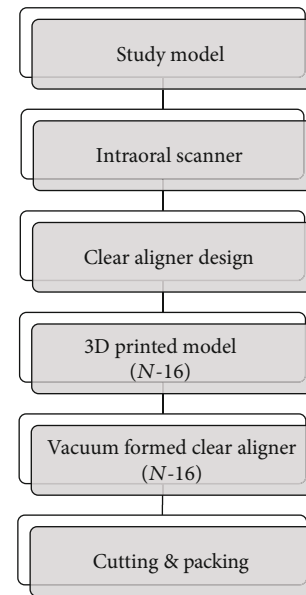 Study model
Intraoral scanner
Clear aligner design
3D printed model
(N-16)
Vacuum formed clear aligner
(N-16)
Cutting & packing